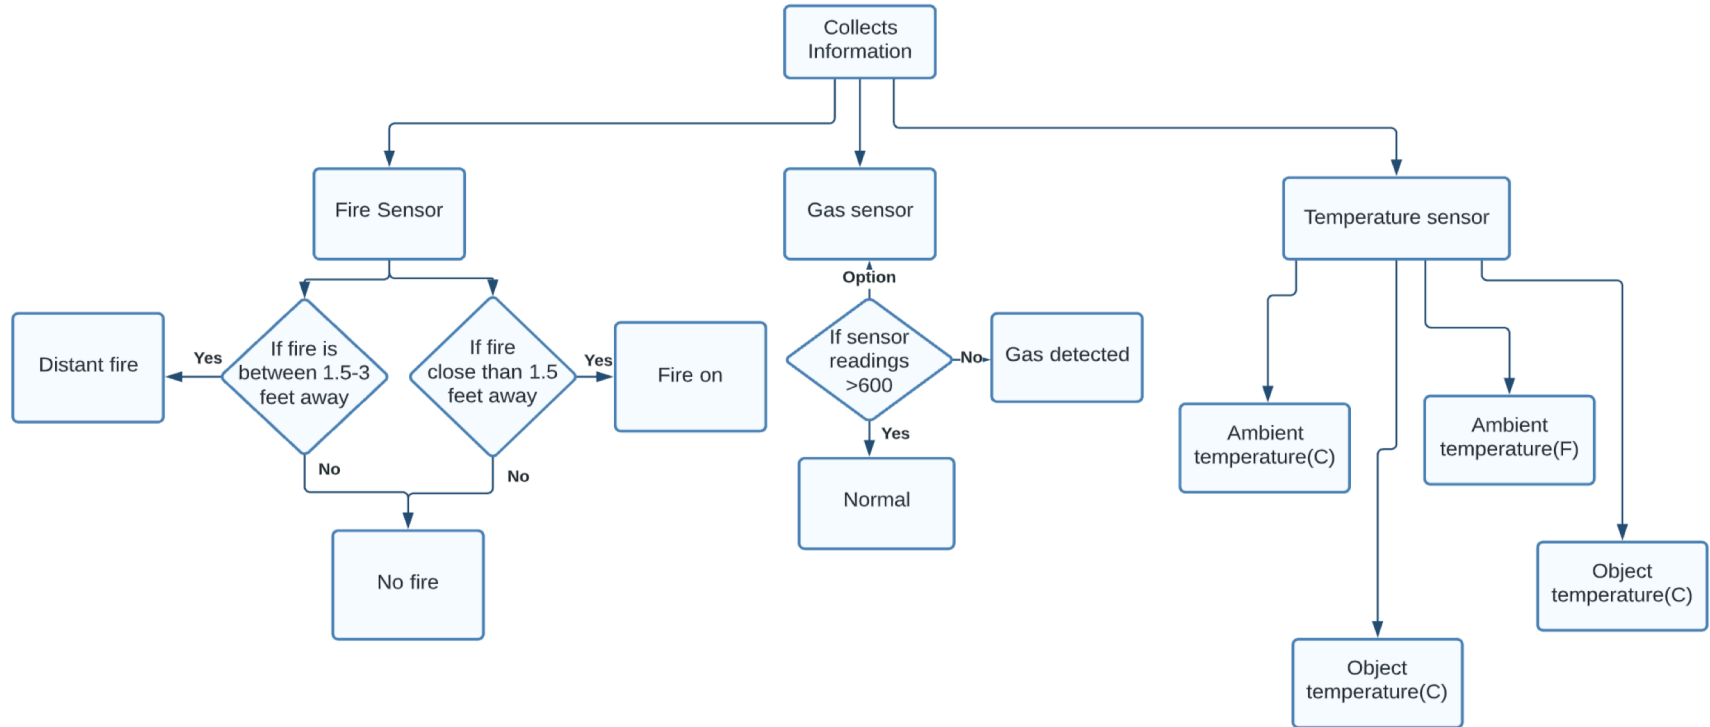 Collects
Information
Fire Sensor
Gas sensor
Temperature sensor
Option
Distant fire
Yes
If fire is
between 1.5-3
feet away
If fire
close than 1.5
feet away
Yes
Fire on
If sensor
readings
>600
No
Gas detected
No
No
Yes
Normal
Ambient
temperature(C)
Ambient
temperature(F)
No fire
Object
temperature(C)
Object
temperature(C)